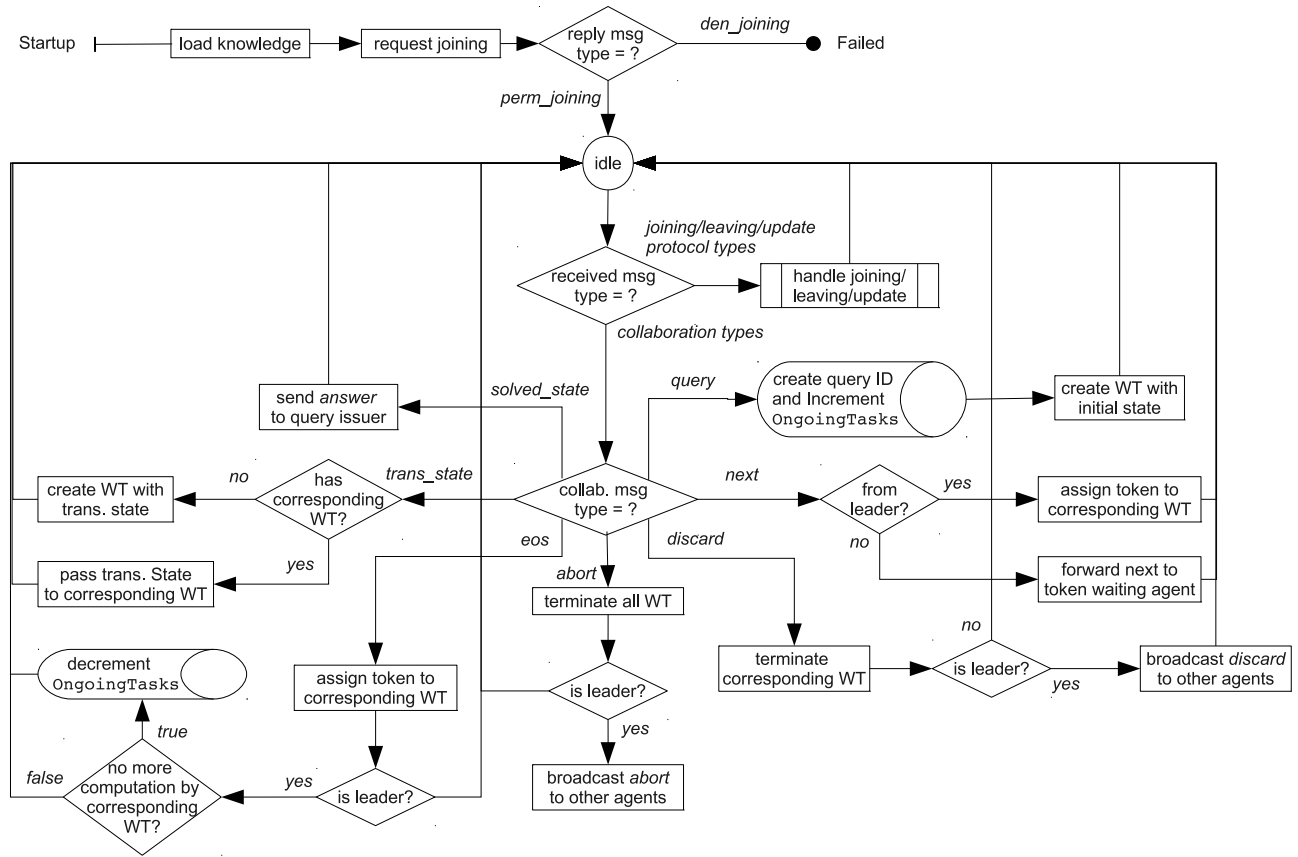 Startup
load knowledge
request joining
reply msg
type = ?
den_joining
Failed
perm_joining
idle
joining/leaving/update
protocol types
received msg
type = ?
handle joining/
leaving/update
collaboration types
send answer
to query issuer
solved_state
query
create query ID
and Increment
OngoingTasks
create WT with
initial state
create WT with
trans. state
no
has
corresponding
WT?
trans_state
collab. msg
type = ?
next
from
leader?
yes
assign token to
corresponding WT
pass trans. State
to corresponding WT
yes
eos
abort
discard
no
forward next to
token waiting agent
terminate all WT
decrement
OngoingTasks
assign token to
corresponding WT
is leader?
terminate
corresponding WT
no
is leader?
yes
broadcast discard
to other agents
true
false
no more
computation by
corresponding
WT?
yes
is leader?
yes
broadcast abort
to other agents